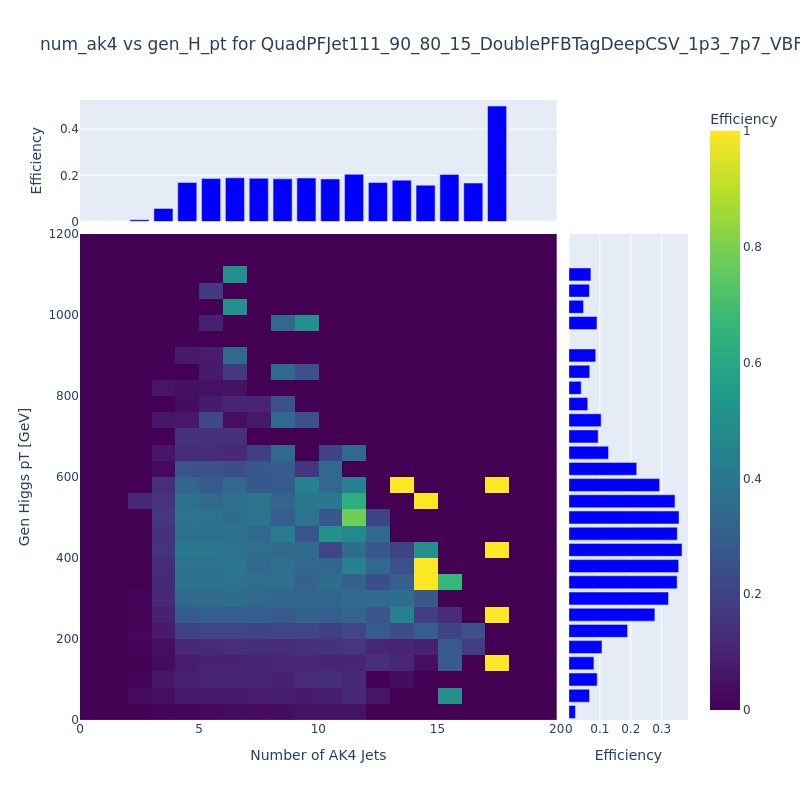 num_ak4 vs gen_H_pt for QuadPFJet111_90_80_15_DoublePFBTagDeepCSV_1p3_7p7_VBF
Efficiency
0.4
0.2
0
Efficiency
1
0.8
0.6
0.4
0.2
0
Gen Higgs pT [GeV]
1200
1000
800
600
400
200
0
0 5 10 15 20
Number of AK4 Jets
0 0.1 0.2 0.3
Efficiency